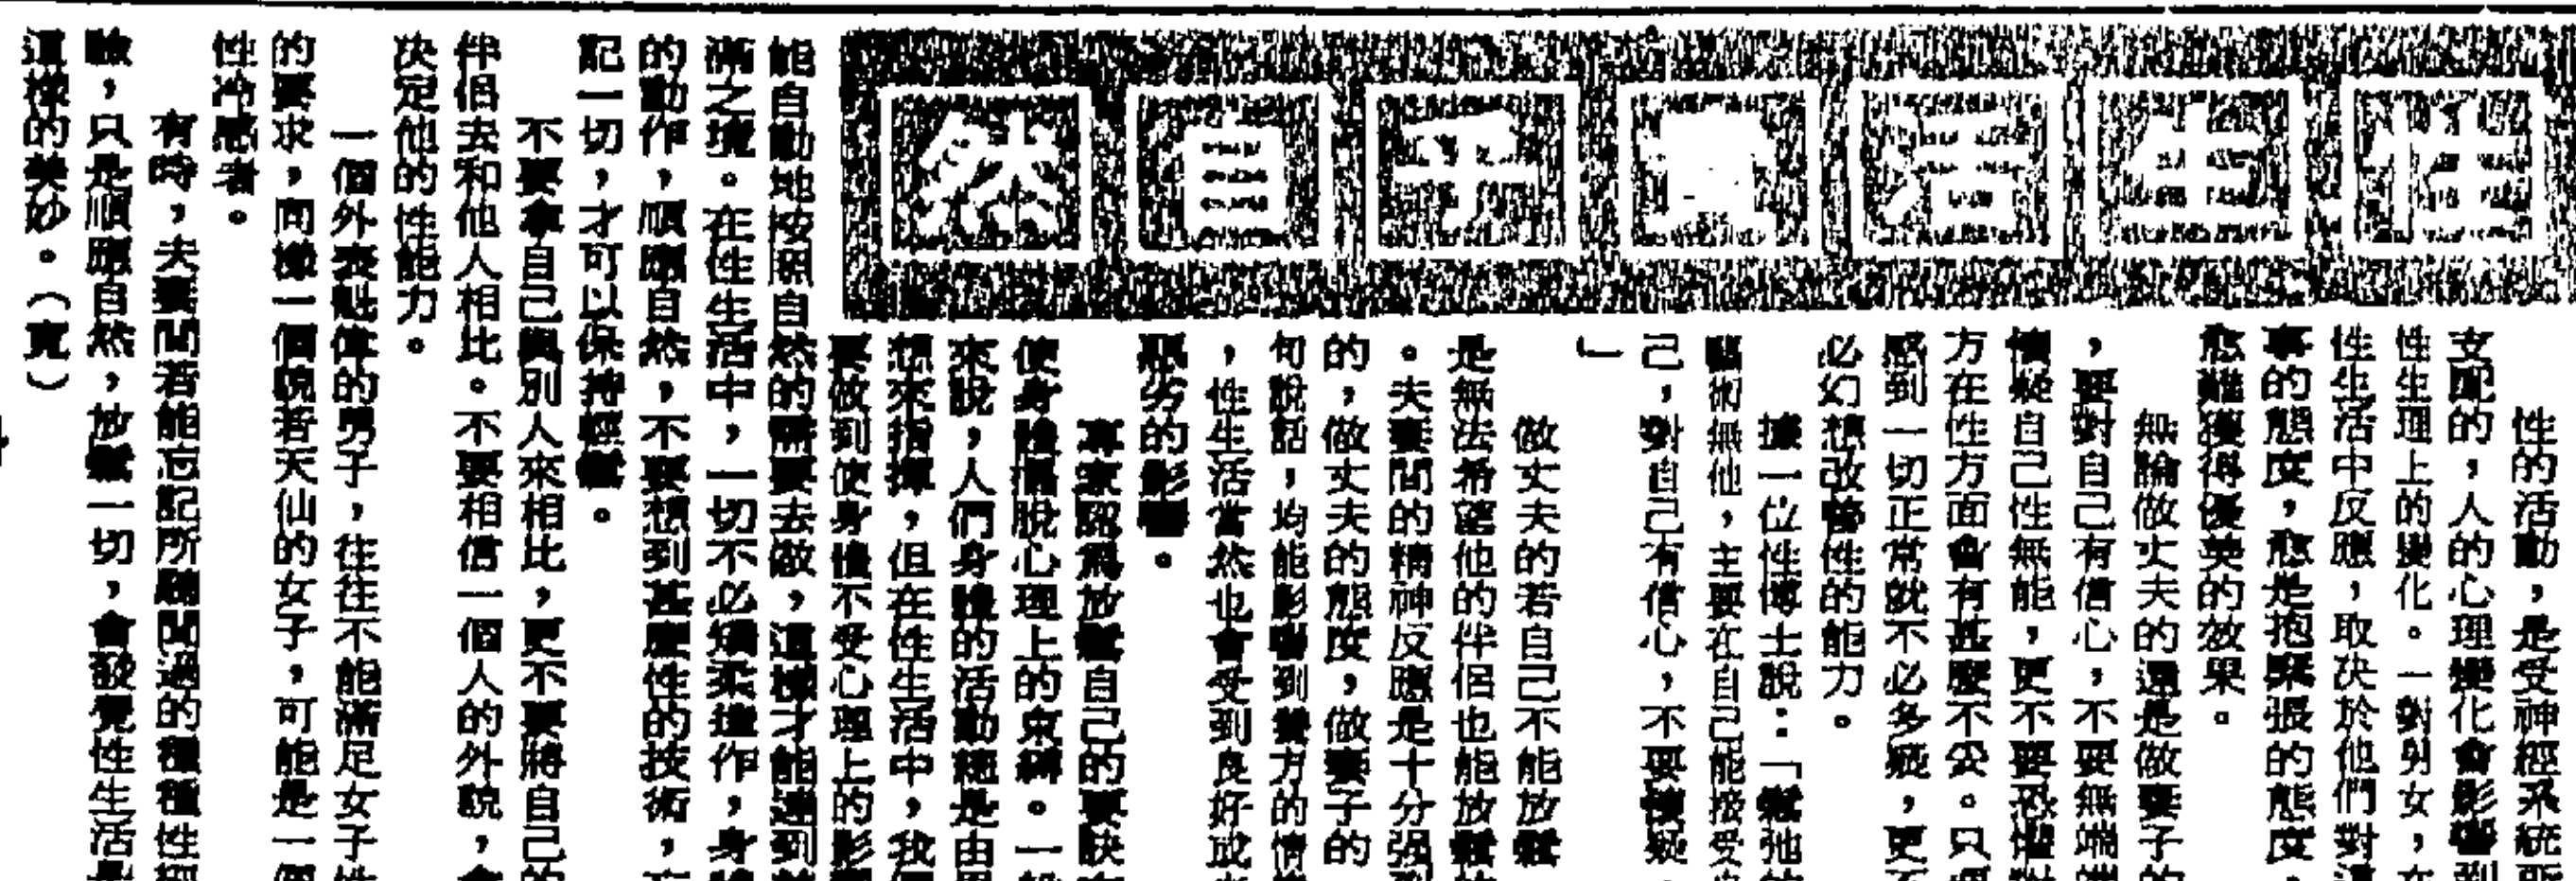 性生活要乎自然
性的活動，是受神經系統所
支配的，人的心理變化會影響到
性生理上的變化。一對男女，在
性生活中反應，取決於他們對這
事的態度，愈是抱緊張的態度，
愈難獲得優美的效果。
無論做丈夫的還是做妻子的
，要對自己有信心，不要無端端
懷疑自己性無能，更不要恐懼對
方在性方面會有甚麼不妥。只要
感到一切正常就不必多疑，更不
必幻想改善性的能力。
據一位性博士說：「鬆弛的
藝術無他，主要在自己能接受自
己，對自己有信心，不要懷疑。
」
做丈夫的若自己不能放鬆
是無法希望他的伴侶也能放鬆的
。夫妻間的精神反應是十分强烈
的，做丈夫的態度，做妻子的
句說話，均能影響到雙方的情緒
，性生活當然也會受到良好或者
惡劣的影響。
專家認爲放鬆自己的要訣在
使身體擺脫心理上的束縛。一般
來說，人們身體的活動總是由思
想來指揮，但在性生活中，我們
要做到使身體不受心理上的影響
能自動地按照自然的需要去做，這樣才能達到美
滿之境。在性生活中，一切不必矯柔造作，身體
的動作，順應自然，不要想到甚麼性的技術，忘
記一切，才可以保持輕鬆。
不要拿自己與別人來相比，更不要將自己的
伴侶去和他人相比。不要相信一個人的外貌，會
決定他的性能力。
一個外表魁偉的男子，往往不能滿足女子性
的要求，同樣一個貌若天仙的女子，可能是一個
性冷感者。
有時，夫妻間若能忘記所聽聞過的種種性經
驗，只是順應自然，放鬆一切，會發覺性生活是
這樣的美妙。（寬）